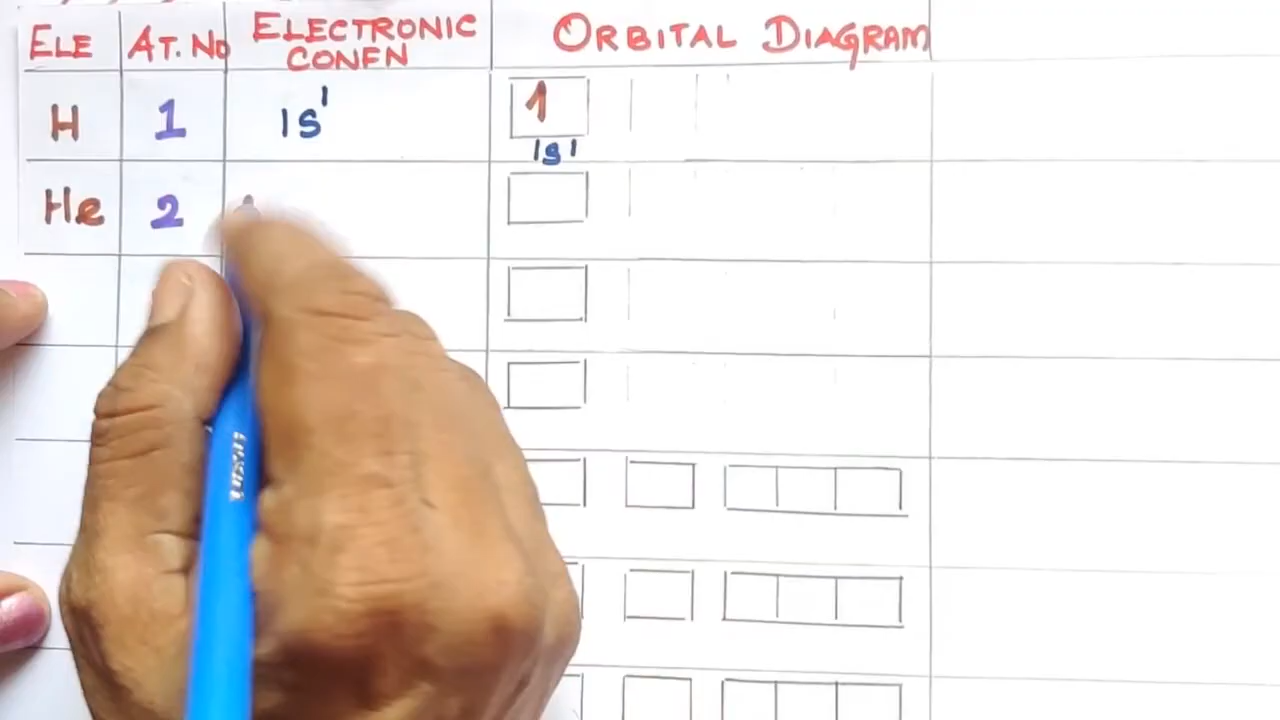 ELE AT. NO ELECTRONIC CONFN ORBITAL DIAGRAM
H 1 1s¹ 1
1s¹
He 2